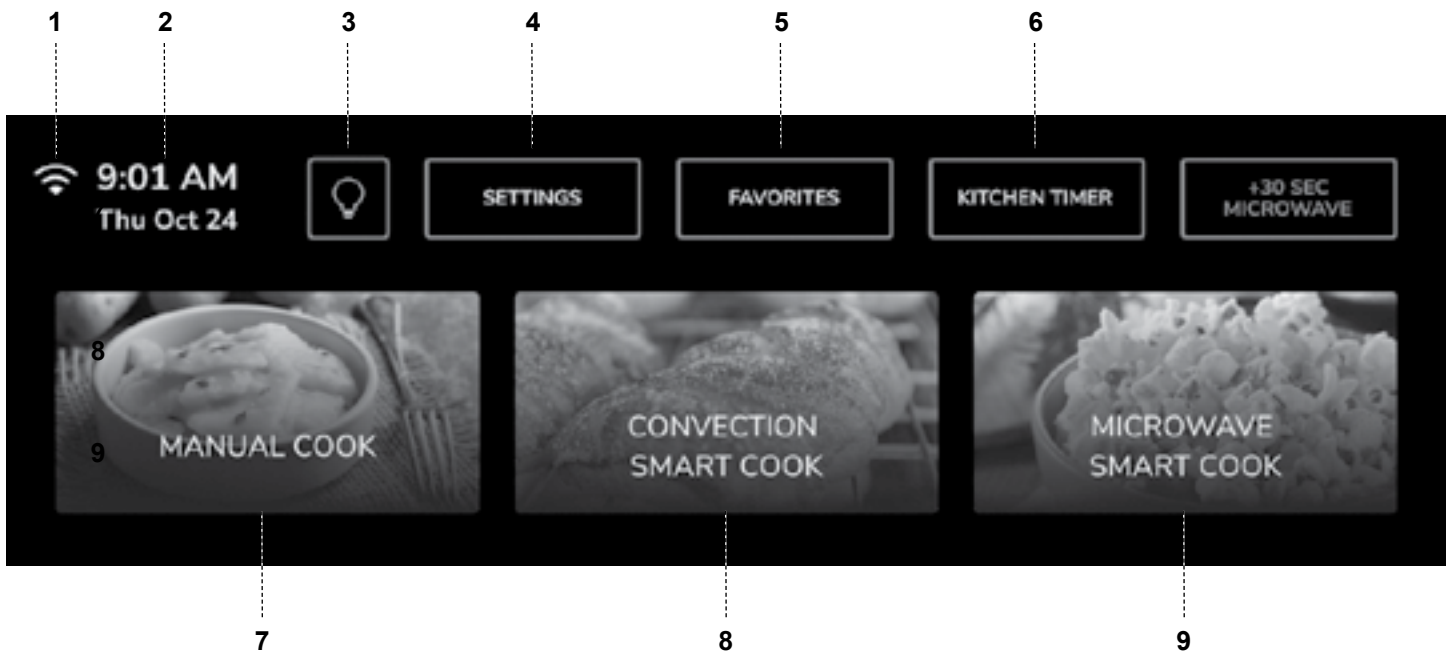 1 2 3 4 5 6
9:01 AM
Thu Oct 24
SETTINGS
FAVORITES
KITCHEN TIMER
+30 SEC
MICROWAVE
8
9
MANUAL COOK
CONVECTION
SMART COOK
MICROWAVE
SMART COOK
7 8 9